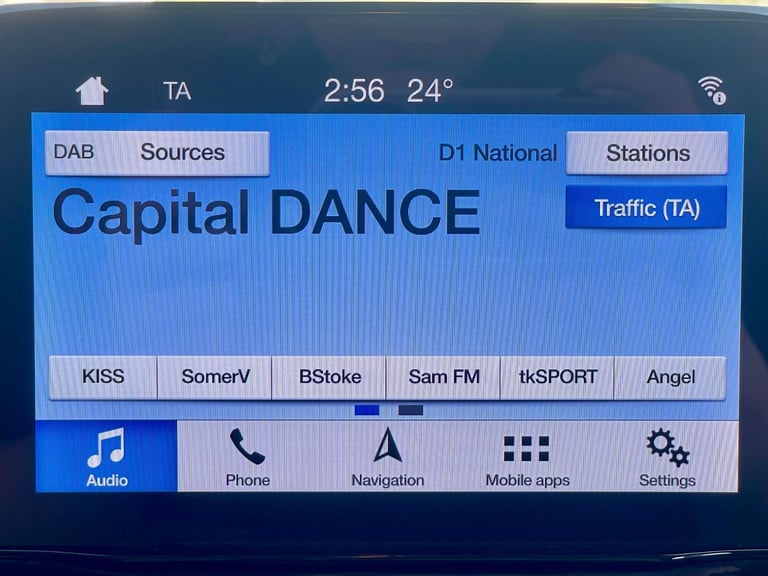 TA 2:56 24°
DAB Sources D1 National Stations
Capital DANCE Traffic (TA)
KISS SomerV BStoke Sam FM tkSPORT Angel
Audio Phone Navigation Mobile apps Settings